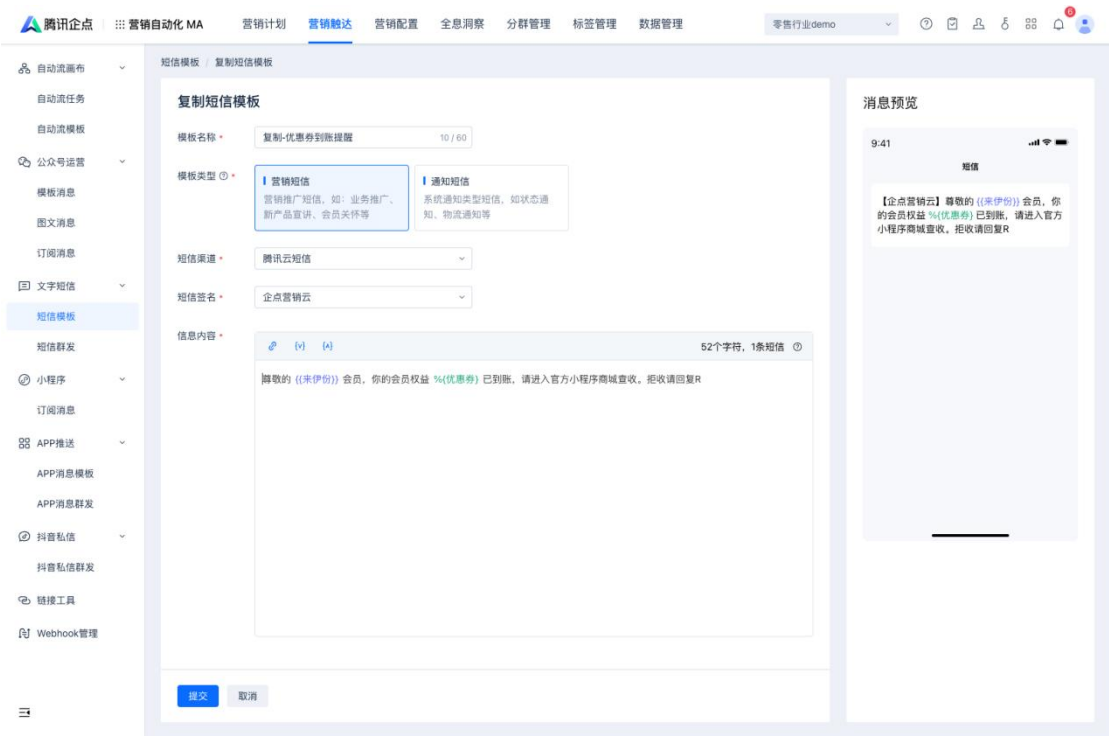 腾讯企点
营销自动化 MA
营销计划 营销触达 营销配置 全息洞察 分群管理 标签管理 数据管理
零售行业demo
6
自动流画布
自动流任务
自动流模板
公众号运营
模板消息
图文消息
订阅消息
文字短信
短信模板
短信群发
小程序
订阅消息
APP推送
APP消息模板
APP消息群发
抖音私信
抖音私信群发
链接工具
Webhook管理
短信模板 / 复制短信模板
复制短信模板
模板名称 *
复制-优惠券到账提醒 10 / 60
模板类型 *
营销短信
营销推广短信，如：业务推广、
新产品宣讲、会员关怀等
通知短信
系统通知类型短信，如状态通
知、物流通知等
短信渠道 *
腾讯云短信
短信签名 *
企点营销云
信息内容 *
{v} {A}
52个字符，1条短信
尊敬的 {{来伊份}} 会员，你的会员权益 %{优惠券} 已到账，请进入官方小程序商城查收。拒收请回复R
提交 取消
消息预览
9:41
短信
【企点营销云】尊敬的 {{来伊份}} 会员，你
的会员权益 %{优惠券} 已到账，请进入官方
小程序商城查收。拒收请回复R